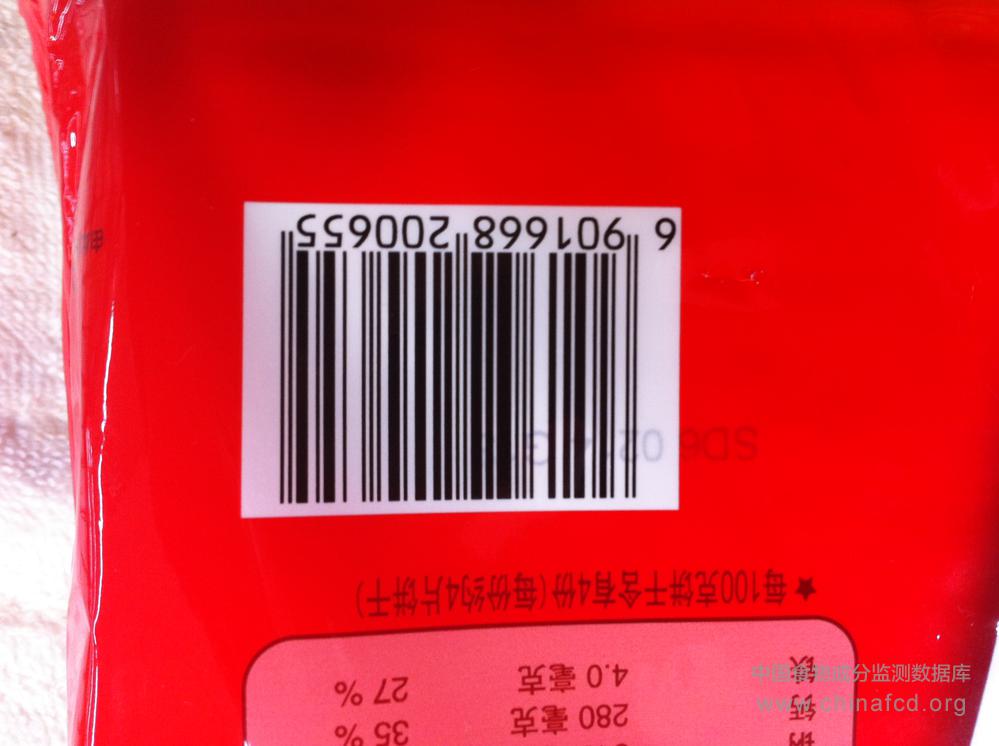 钙 280 毫克 35 %
铁 4.0 毫克 27 %
★每100克饼干含有4份(每份约4片饼干)
6 901668 200655
中国食物成分监测数据库
www.chinafcd.org